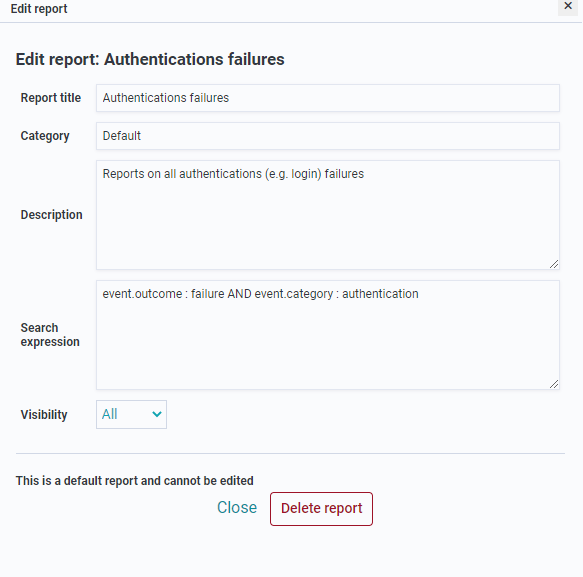 Edit report
×
Edit report: Authentications failures
Report title
Authentications failures
Category
Default
Description
Reports on all authentications (e.g. login) failures
Search
expression
event.outcome : failure AND event.category : authentication
Visibility
All
This is a default report and cannot be edited
Close
Delete report